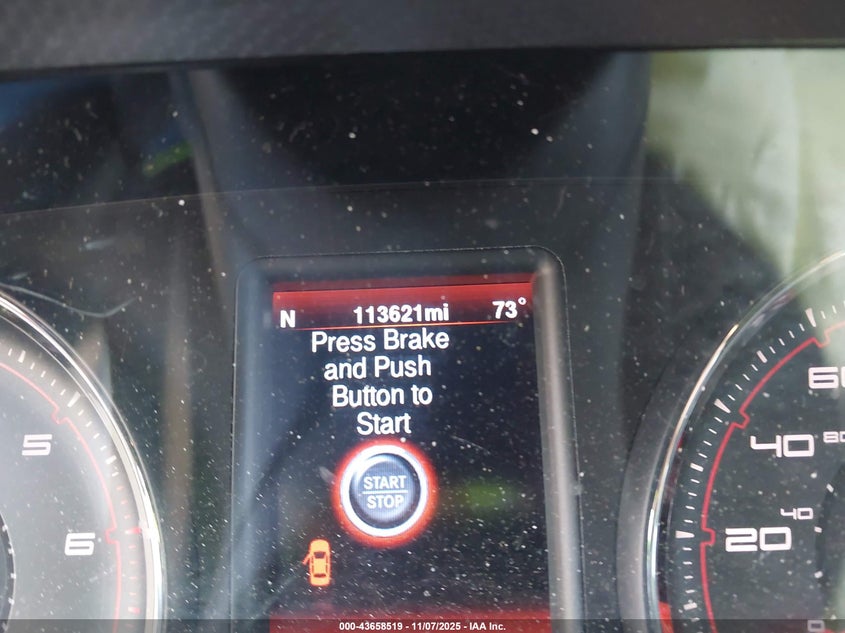 N 113621mi 73°
Press Brake
and Push
Button to
Start
START
STOP
5
6
60
40 80
20 40
0
000-43658519 - 11/07/2025 - IAA Inc.